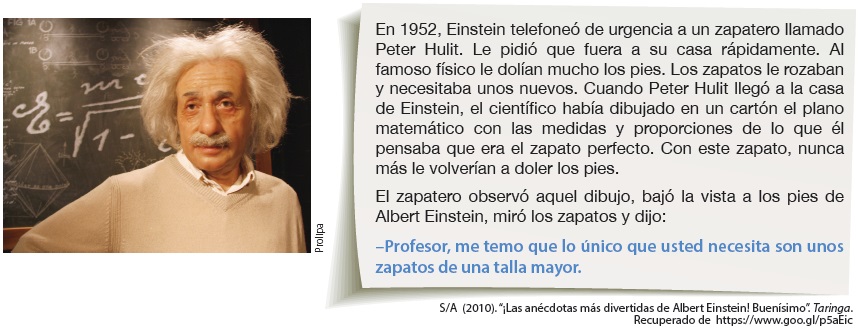 En 1952, Einstein telefoneó de urgencia a un zapatero llamado
Peter Hulit. Le pidió que fuera a su casa rápidamente. Al
famoso físico le dolían mucho los pies. Los zapatos le rozaban
y necesitaba unos nuevos. Cuando Peter Hulit llegó a la casa
de Einstein, el científico había dibujado en un cartón el plano
matemático con las medidas y proporciones de lo que él
pensaba que era el zapato perfecto. Con este zapato, nunca
más le volverían a doler los pies.
El zapatero observó aquel dibujo, bajó la vista a los pies de
Albert Einstein, miró los zapatos y dijo:
–Profesor, me temo que lo único que usted necesita son unos
zapatos de una talla mayor.
Prolipa
S/A (2010). “¡Las anécdotas más divertidas de Albert Einstein! Buenísimo”. Taringa.
Recuperado de https://www.goo.gl/p5aEic